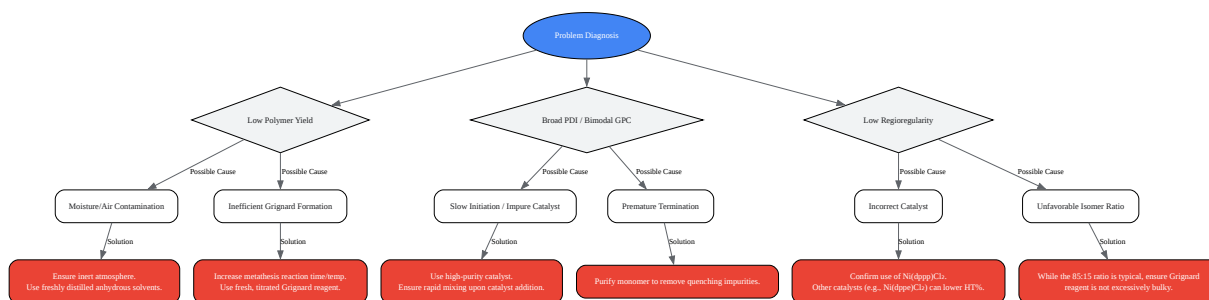 Problem Diagnosis
Low Polymer Yield
Broad PDI / Bimodal GPC
Low Regioregularity
Possible Cause
Possible Cause
Possible Cause
Possible Cause
Possible Cause
Possible Cause
Moisture/Air Contamination
Inefficient Grignard Formation
Slow Initiation / Impure Catalyst
Premature Termination
Incorrect Catalyst
Unfavorable Isomer Ratio
Solution
Solution
Solution
Solution
Solution
Solution
Ensure inert atmosphere.
Use freshly distilled anhydrous solvents.
Increase metathesis reaction time/temp.
Use fresh, titrated Grignard reagent.
Use high-purity catalyst.
Ensure rapid mixing upon catalyst addition.
Purify monomer to remove quenching impurities.
Confirm use of Ni(dppp)Cl₂.
Other catalysts (e.g., Ni(dppe)Cl₂) can lower HT%.
While the 85:15 ratio is typical, ensure Grignard
reagent is not excessively bulky.